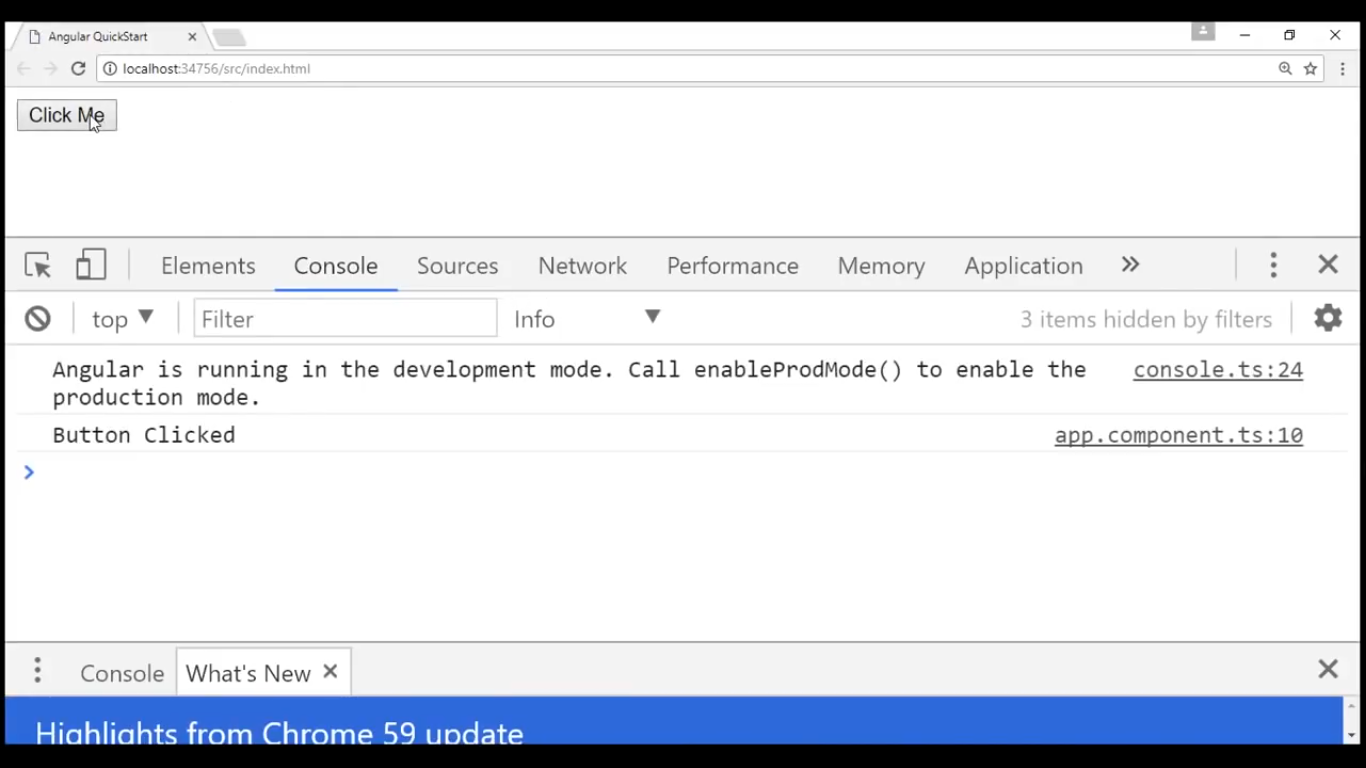 Angular QuickStart
localhost:34756/src/index.html
Click Me
Elements Console Sources Network Performance Memory Application
top Filter Info 3 items hidden by filters
Angular is running in the development mode. Call enableProdMode() to enable the console.ts:24
production mode.
Button Clicked app.component.ts:10
Console What's New
Highlights from Chrome 59 update